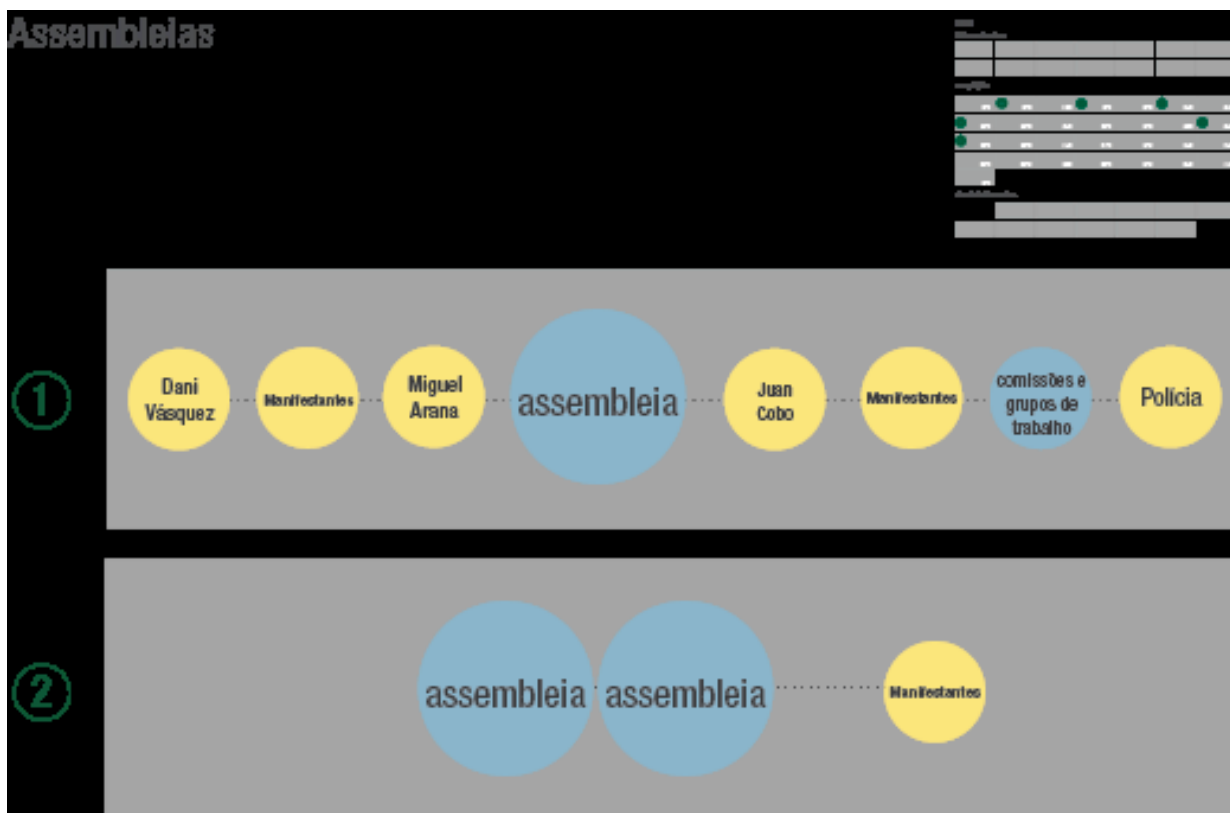 Assembleias
1
Dani
Vásquez
Manifestantes
Miguel
Arana
assembleia
Juan
Cobo
Manifestantes
comissões e
grupos de
trabalho
Polícia
2
assembleia
assembleia
Manifestantes